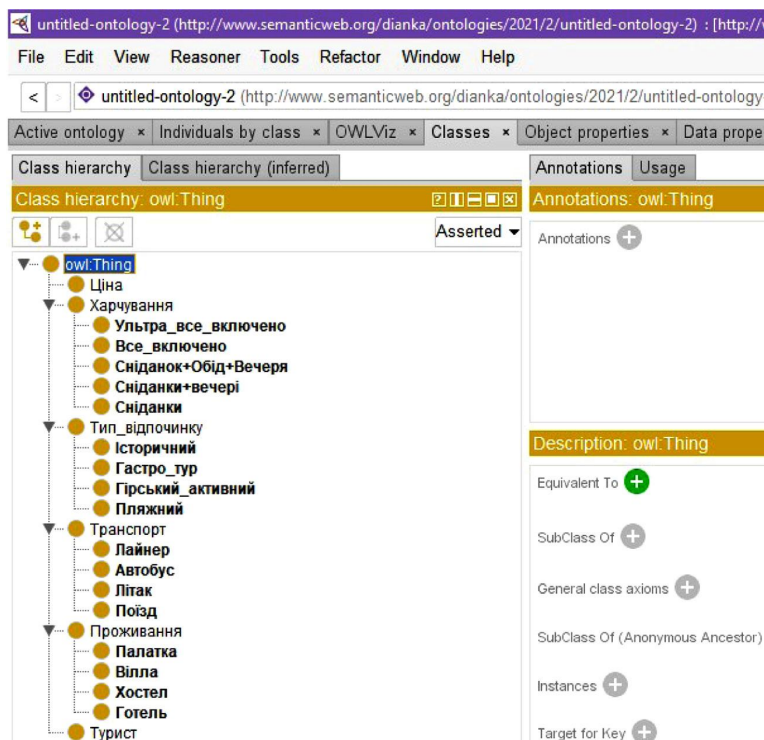 untitled-ontology-2 (http://www.semanticweb.org/dianka/ontologies/2021/2/untitled-ontology-2) : [http://
File Edit View Reasoner Tools Refactor Window Help
< > untitled-ontology-2 (http://www.semanticweb.org/dianka/ontologies/2021/2/untitled-ontology-
Active ontology × Individuals by class × OWLViz × Classes × Object properties × Data prope
Class hierarchy Class hierarchy (inferred)
Class hierarchy: owl:Thing
Asserted
owl:Thing
Ціна
Харчування
Ультра_все_включено
Все_включено
Сніданок+Обід+Вечеря
Сніданки+вечері
Сніданки
Тип_відпочинку
Історичний
Гастро_тур
Гірський_активний
Пляжний
Транспорт
Лайнер
Автобус
Літак
Поїзд
Проживання
Палатка
Вілла
Хостел
Готель
Турист
Annotations Usage
Annotations: owl:Thing
Annotations
Description: owl:Thing
Equivalent To
SubClass Of
General class axioms
SubClass Of (Anonymous Ancestor)
Instances
Target for Key